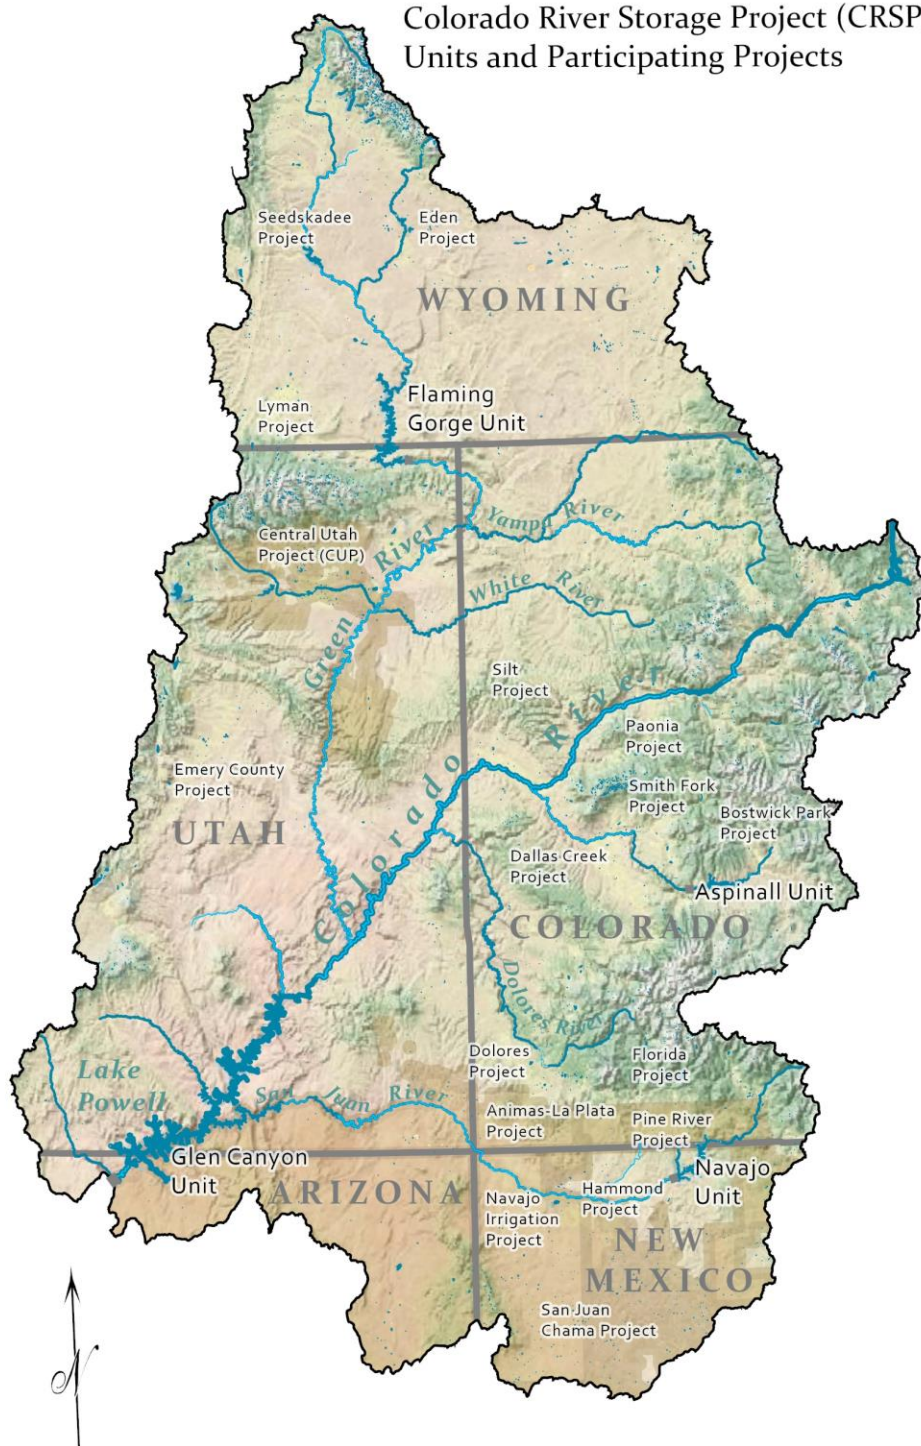 Colorado River Storage Project (CRSP
Units and Participating Projects
Seedskadee
Project
Eden
Project
WYOMING
Flaming
Gorge Unit
Lyman
Project
Yampa River
Central Utah
Project (CUP)
Green River
White River
Silt
Project
Colorado River
Paonia
Project
Emery County
Project
Smith Fork
Project
Bostwick Park
Project
UTAH
Dallas Creek
Project
Aspinall Unit
COLORADO
Dolores River
Dolores
Project
Florida
Project
Lake
Powell
San Juan River
Animas-La Plata
Project
Pine River
Project
Glen Canyon
Unit
Navajo
Unit
ARIZONA
Navajo
Irrigation
Project
Hammond
Project
NEW
MEXICO
San Juan
Chama Project
N